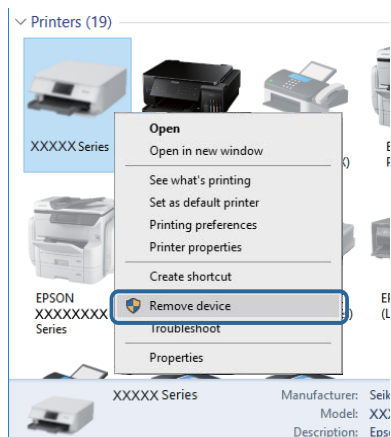 Printers (19)
XXXXX Series
Open
Open in new window
See what's printing
Set as default printer
Printing preferences
Printer properties
Create shortcut
Remove device
Troubleshoot
Properties
EPSON
XXXXXXXX
Series
XXXXX Series
Manufacturer:
Model:
Description: